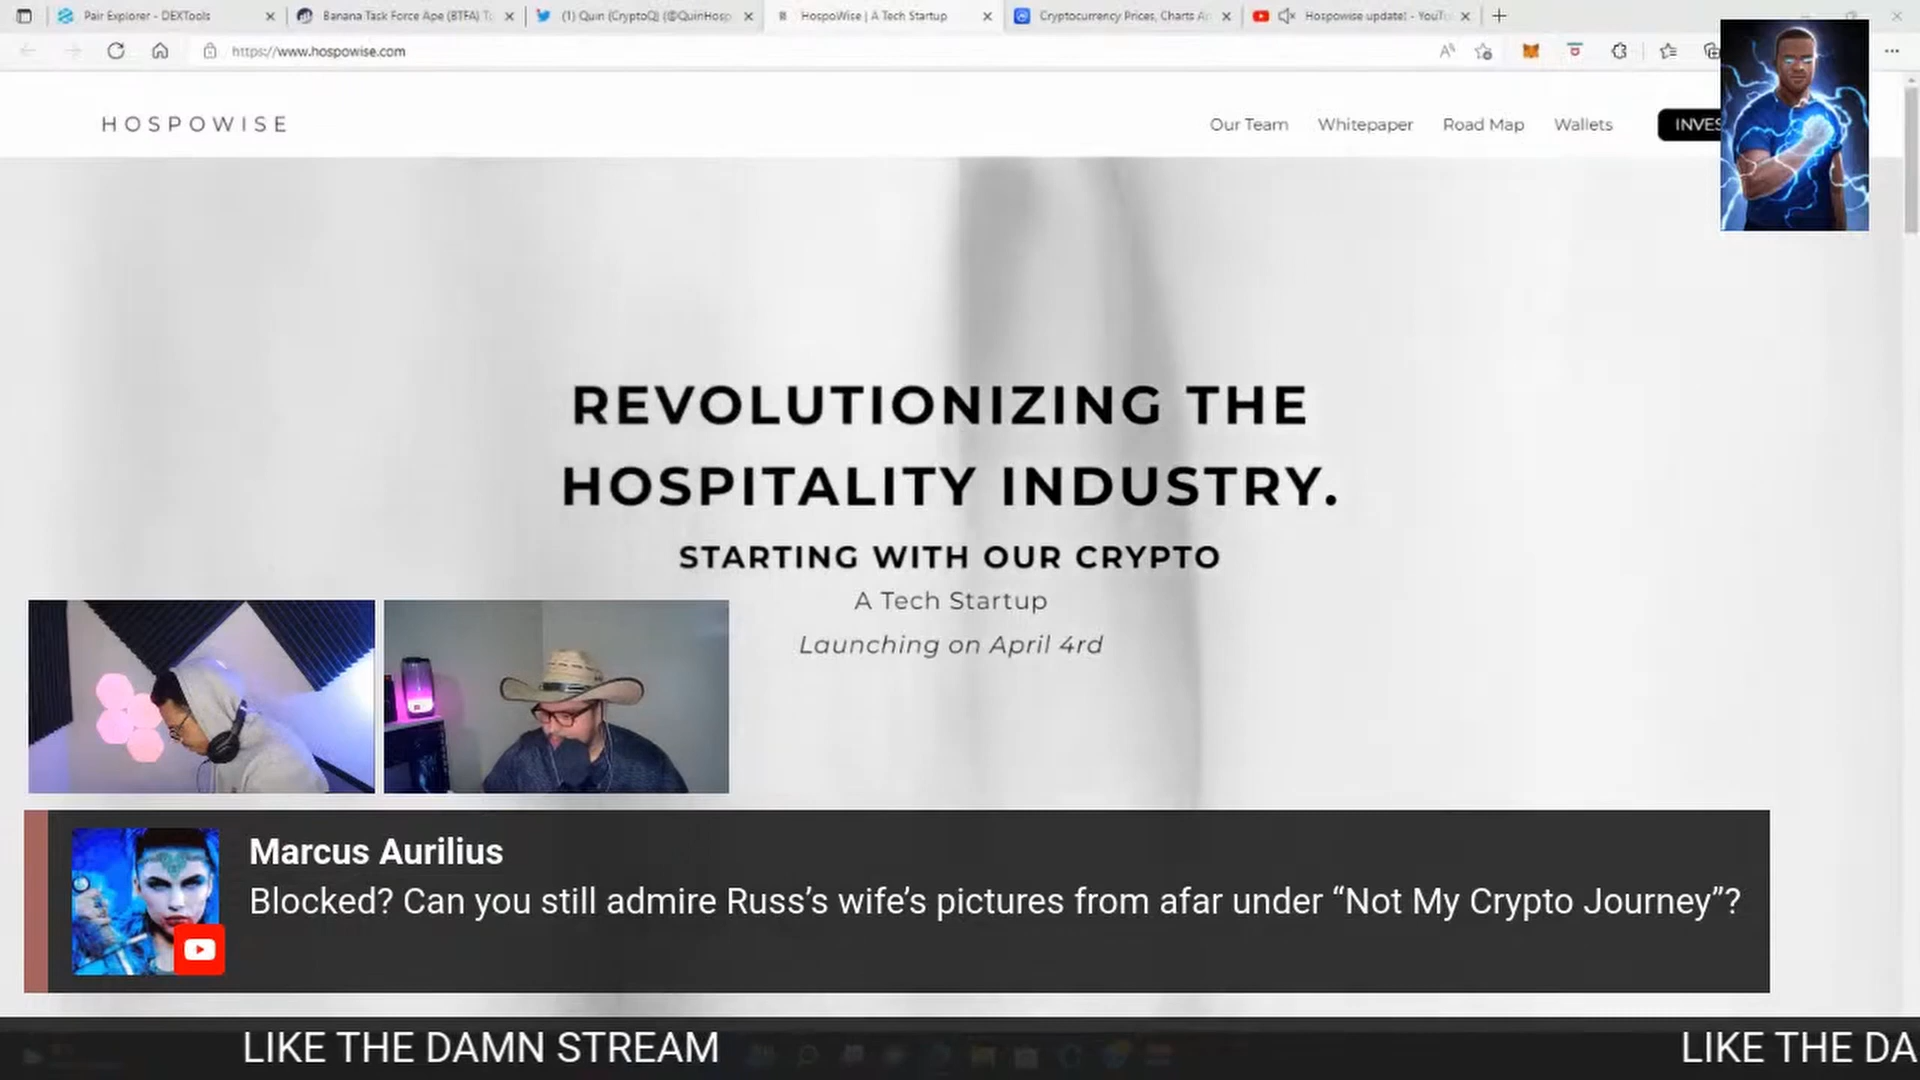 Pair Explorer - DEXTools
Banana Task Force Ape (BTFA) T
(1) Quin (CryptoQ) (@QuinHosp
HospoWise | A Tech Startup
Cryptocurrency Prices, Charts A
Hospowise update! - YouT
https://www.hospowise.com
HOSPOWISE
Our Team
Whitepaper
Road Map
Wallets
INVES
REVOLUTIONIZING THE
HOSPITALITY INDUSTRY.
STARTING WITH OUR CRYPTO
A Tech Startup
Launching on April 4rd
Marcus Aurilius
Blocked? Can you still admire Russ’s wife’s pictures from afar under “Not My Crypto Journey”?
LIKE THE DAMN STREAM
LIKE THE DA